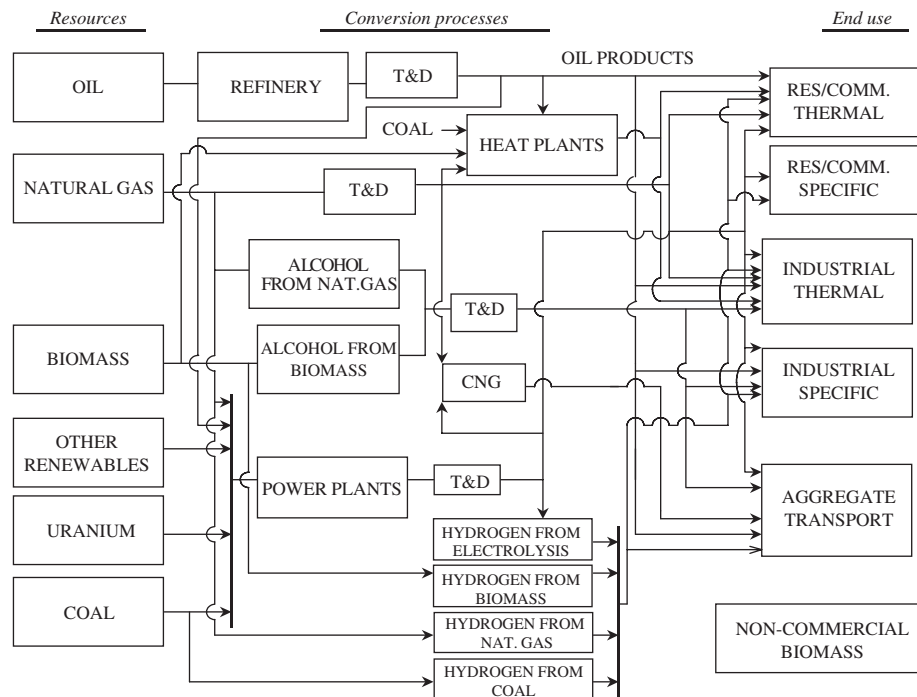 Resources
Conversion processes
End use
OIL
REFINERY
T&D
OIL PRODUCTS
RES/COMM.
THERMAL
COAL
HEAT PLANTS
NATURAL GAS
T&D
RES/COMM.
SPECIFIC
ALCOHOL
FROM NAT.GAS
T&D
INDUSTRIAL
THERMAL
BIOMASS
ALCOHOL FROM
BIOMASS
CNG
INDUSTRIAL
SPECIFIC
OTHER
RENEWABLES
POWER PLANTS
T&D
AGGREGATE
TRANSPORT
URANIUM
HYDROGEN FROM
ELECTROLYSIS
HYDROGEN FROM
BIOMASS
COAL
HYDROGEN FROM
NAT. GAS
HYDROGEN FROM
COAL
NON-COMMERCIAL
BIOMASS